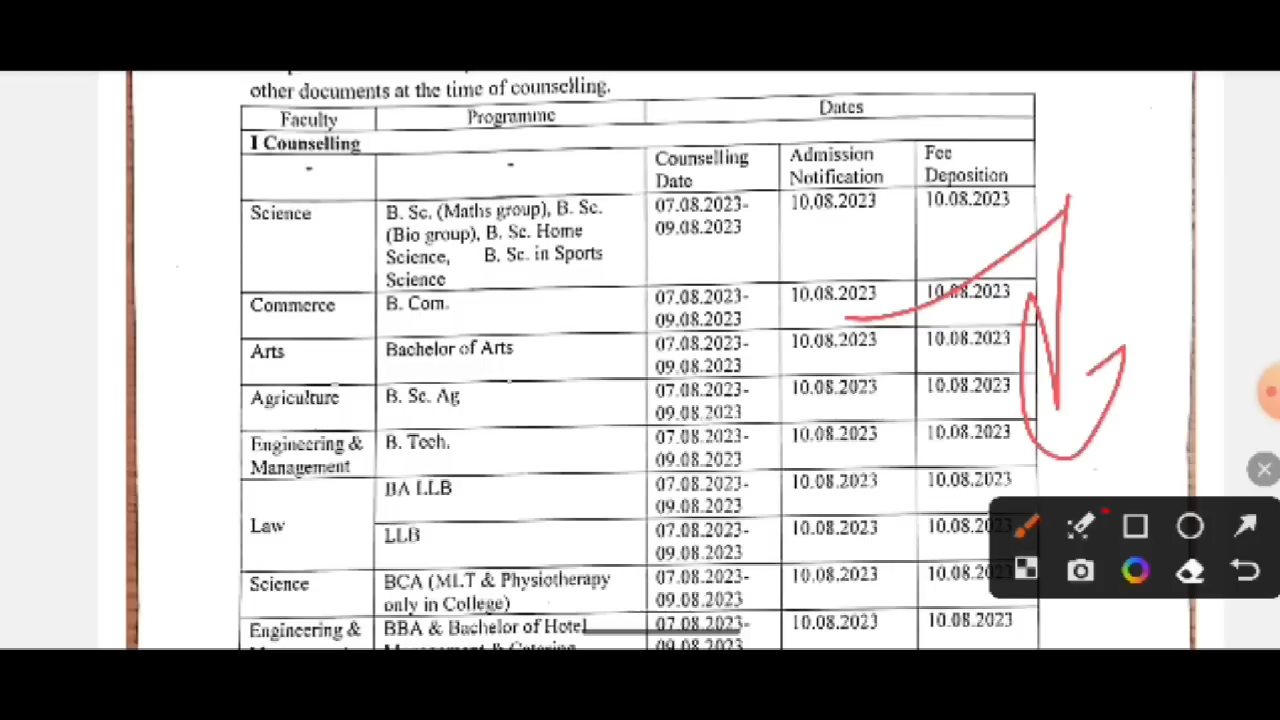 other documents at the time of counselling.
Faculty Programme Dates
I Counselling
- - Counselling Date Admission Notification Fee Deposition
Science B. Sc. (Maths group), B. Sc. (Bio group), B. Sc. Home Science, B. Sc. in Sports Science 07.08.2023-09.08.2023 10.08.2023 10.08.2023
Commerce B. Com. 07.08.2023-09.08.2023 10.08.2023 10.08.2023
Arts Bachelor of Arts 07.08.2023-09.08.2023 10.08.2023 10.08.2023
Agriculture B. Sc. Ag 07.08.2023-09.08.2023 10.08.2023 10.08.2023
Engineering & Management B. Tech. 07.08.2023-09.08.2023 10.08.2023 10.08.2023
Law BA LLB 07.08.2023-09.08.2023 10.08.2023 10.08.2023
LLB 07.08.2023-09.08.2023 10.08.2023 10.08.2023
Science BCA (MLT & Physiotherapy only in College) 07.08.2023-09.08.2023 10.08.2023 10.08.2023
Engineering & BBA & Bachelor of Hotel 07.08.2023- 10.08.2023 10.08.2023